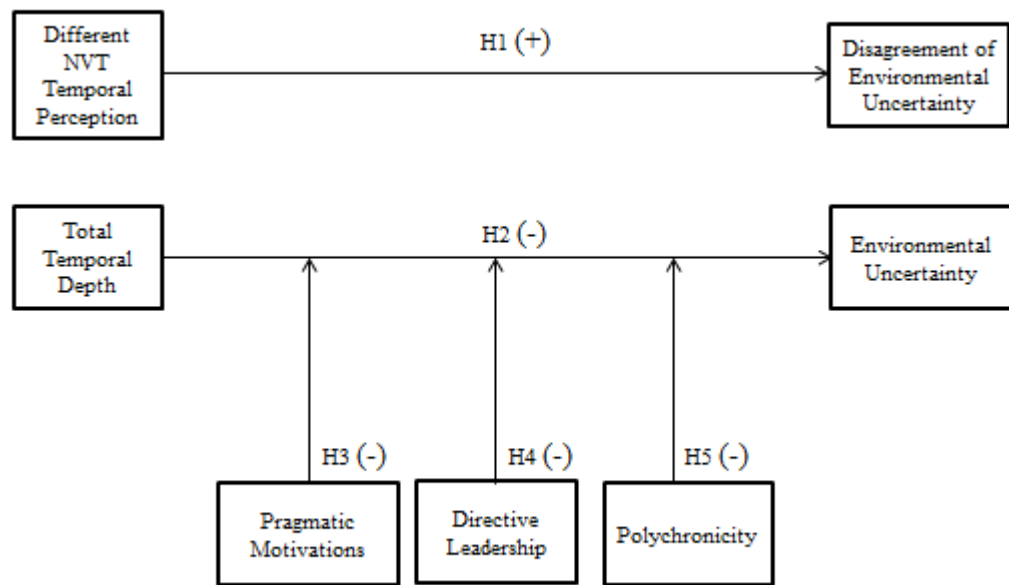 Different
NVT
Temporal
Perception
H1 (+)
Disagreement of
Environmental
Uncertainty
Total
Temporal
Depth
H2 (-)
Environmental
Uncertainty
H3 (-)
H4 (-)
H5 (-)
Pragmatic
Motivations
Directive
Leadership
Polychronicity